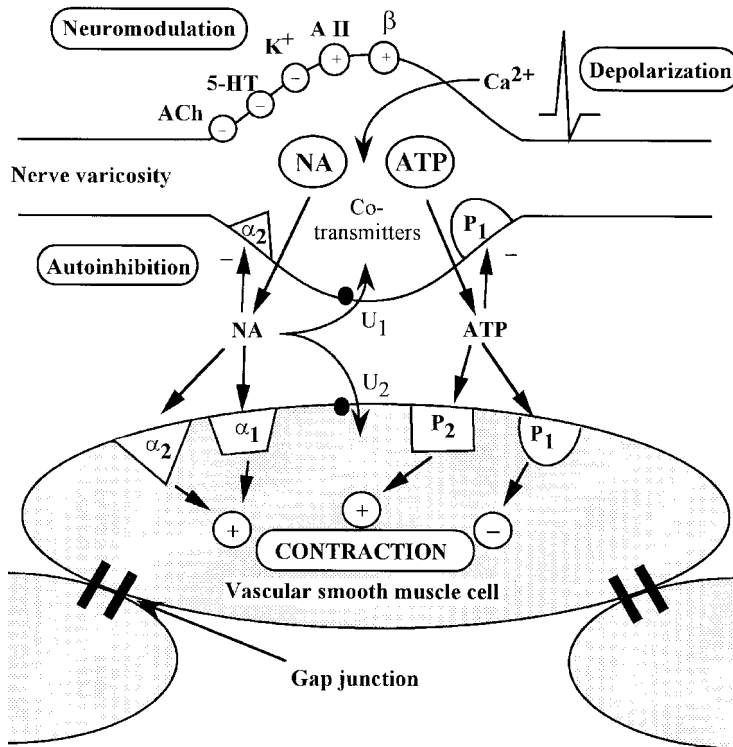 Neuromodulation
A II
β
K+
+
+
5-HT
−
Ca2+
Depolarization
ACh
−
−
NA
ATP
Nerve varicosity
Co-
transmitters
α2
P1
Autoinhibition
−
−
NA
U1
ATP
U2
α2
α1
P2
P1
+
+
−
CONTRACTION
Vascular smooth muscle cell
Gap junction